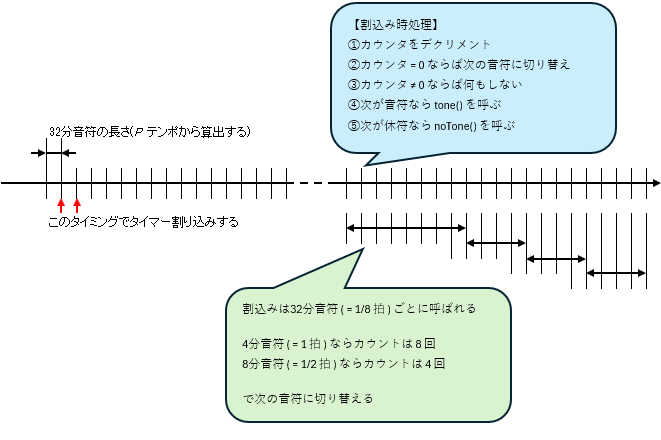 【割込み時処理】
①カウンタをデクリメント
②カウンタ = 0 ならば次の音符に切り替え
③カウンタ ≠ 0 ならば何もしない
④次が音符なら tone() を呼ぶ
⑤次が休符なら noTone() を呼ぶ
32分音符の長さ(P テンポから算出する)
このタイミングでタイマー割り込みする
割込みは32分音符 ( = 1/8 拍 ) ごとに呼ばれる
4分音符 ( = 1 拍 ) ならカウントは 8 回
8分音符 ( = 1/2 拍 ) ならカウントは 4 回
で次の音符に切り替える